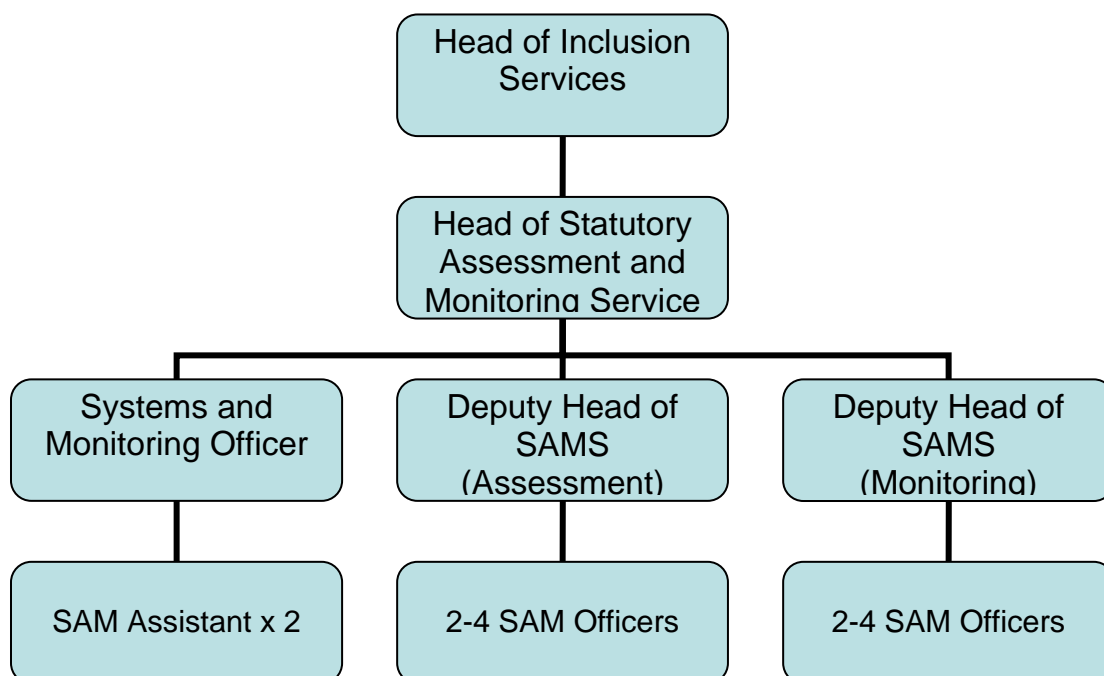 Head of Inclusion
Services
Head of Statutory
Assessment and
Monitoring Service
Systems and
Monitoring Officer
Deputy Head of
SAMS
(Assessment)
Deputy Head of
SAMS
(Monitoring)
SAM Assistant x 2
2-4 SAM Officers
2-4 SAM Officers